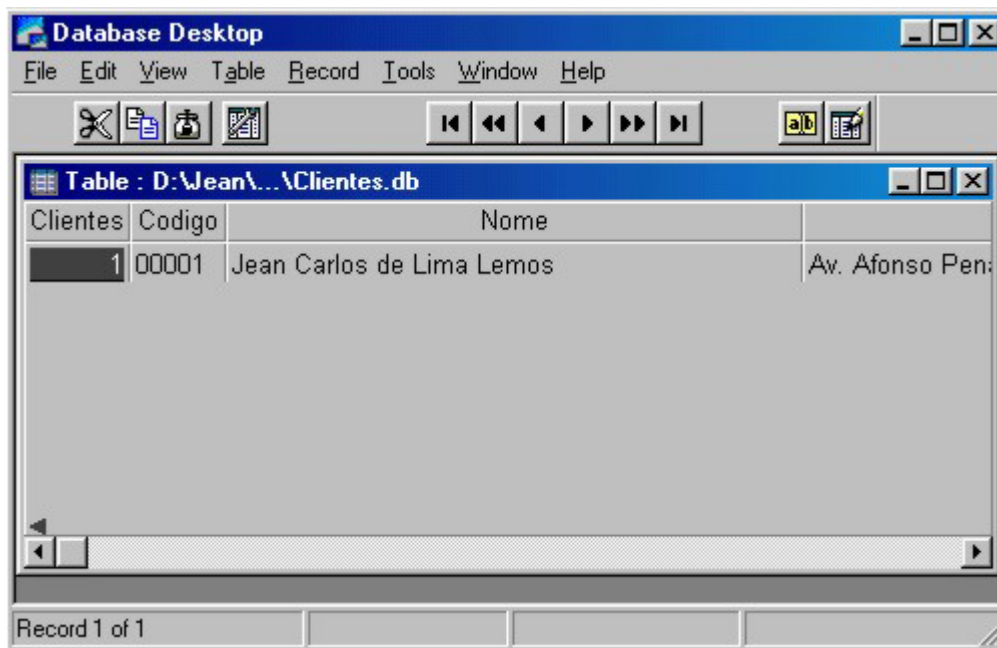 Database Desktop
File Edit View Table Record Tools Window Help
a b
Table : D:\Jean\...\Clientes.db
Clientes Codigo Nome
1 00001 Jean Carlos de Lima Lemos Av. Afonso Pena
Record 1 of 1